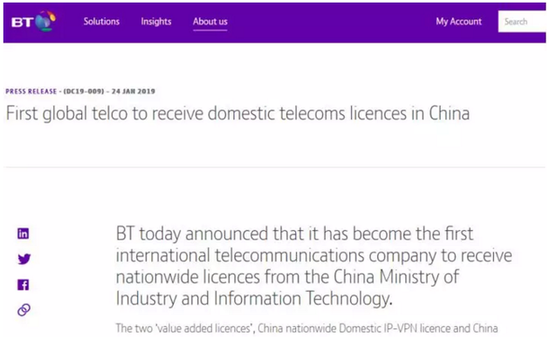 BT Solutions Insights About us My Account Search
PRESS RELEASE - (DC19-009) - 24 JAN 2019
First global telco to receive domestic telecoms licences in China
BT today announced that it has become the first
international telecommunications company to receive
nationwide licences from the China Ministry of
Industry and Information Technology.
The two 'value added licences', China nationwide Domestic IP-VPN licence and China